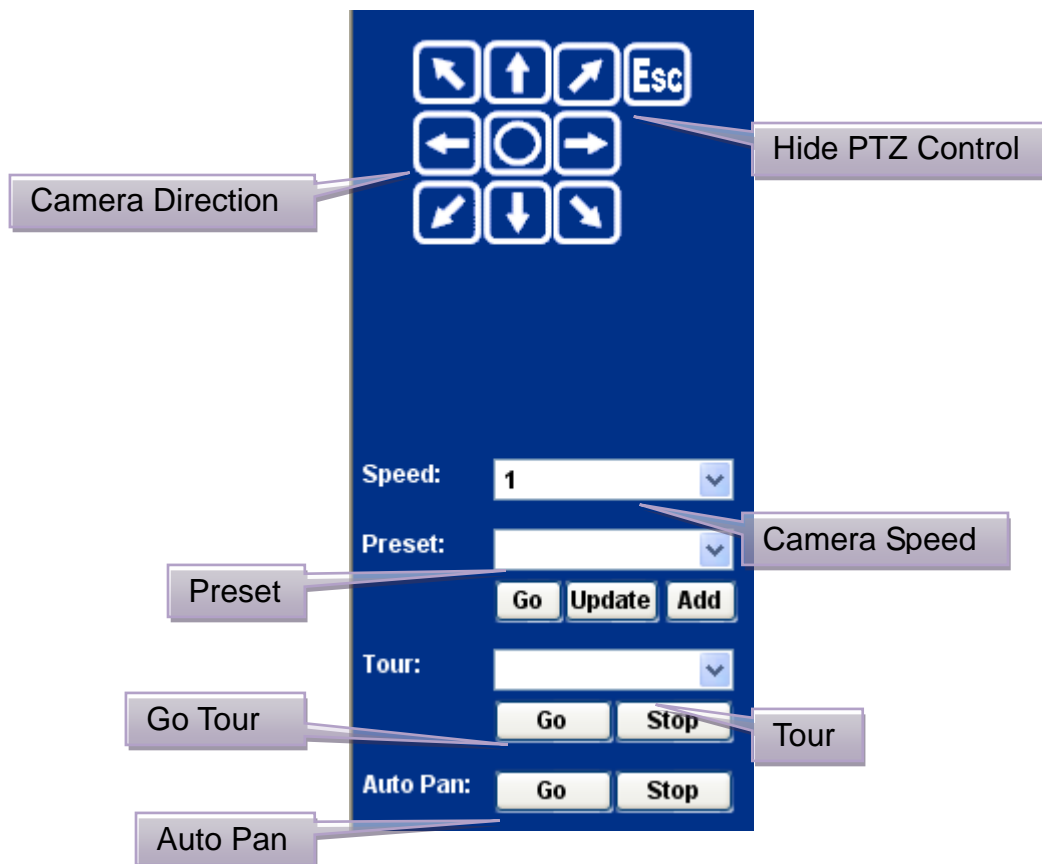 Esc
Hide PTZ Control
Camera Direction
Speed: 1
Camera Speed
Preset:
Preset
Go Update Add
Tour:
Go Tour
Go Stop
Tour
Auto Pan: Go Stop
Auto Pan